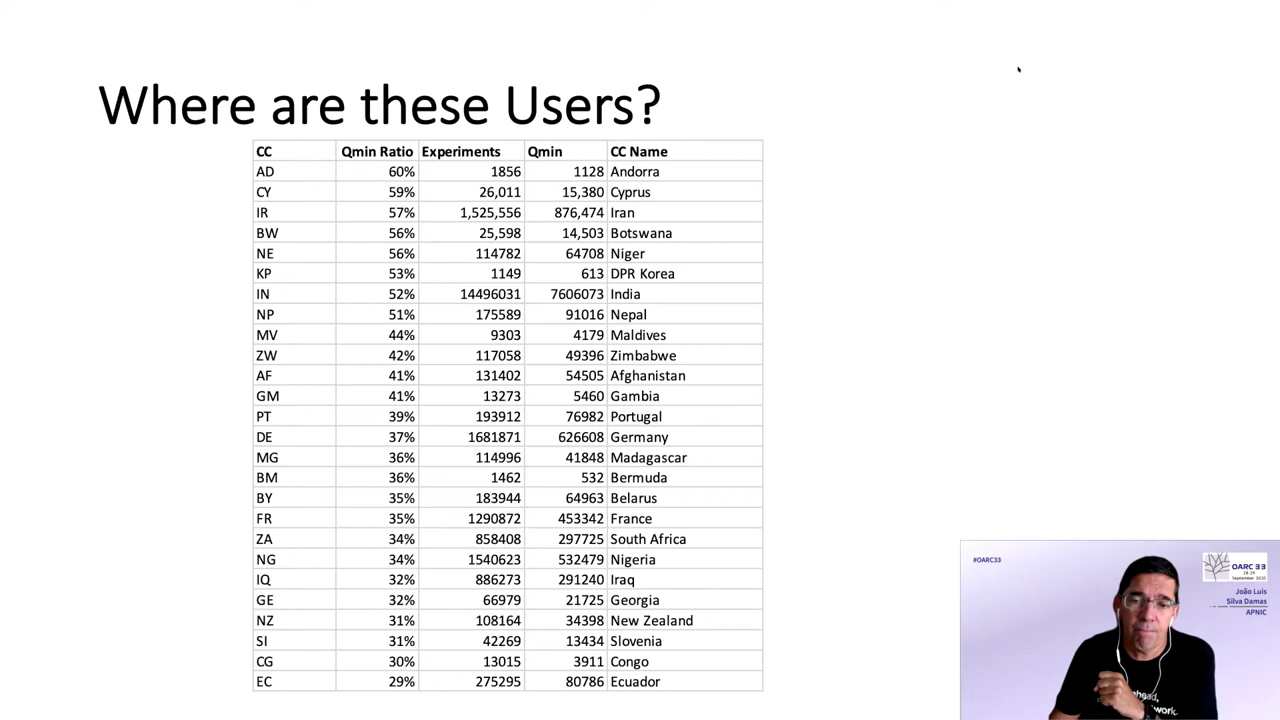 Where are these Users?
CC Qmin Ratio Experiments Qmin CC Name
AD 60% 1856 1128 Andorra
CY 59% 26,011 15,380 Cyprus
IR 57% 1,525,556 876,474 Iran
BW 56% 25,598 14,503 Botswana
NE 56% 114782 64708 Niger
KP 53% 1149 613 DPR Korea
IN 52% 14496031 7606073 India
NP 51% 175589 91016 Nepal
MV 44% 9303 4179 Maldives
ZW 42% 117058 49396 Zimbabwe
AF 41% 131402 54505 Afghanistan
GM 41% 13273 5460 Gambia
PT 39% 193912 76982 Portugal
DE 37% 1681871 626608 Germany
MG 36% 114996 41848 Madagascar
BM 36% 1462 532 Bermuda
BY 35% 183944 64963 Belarus
FR 35% 1290872 453342 France
ZA 34% 858408 297725 South Africa
NG 34% 1540623 532479 Nigeria
IQ 32% 886273 291240 Iraq
GE 32% 66979 21725 Georgia
NZ 31% 108164 34398 New Zealand
SI 31% 42269 13434 Slovenia
CG 30% 13015 3911 Congo
EC 29% 275295 80786 Ecuador
#OARC33
OARC 33
28-29
September 2020
João Luis
Silva Damas
APNIC